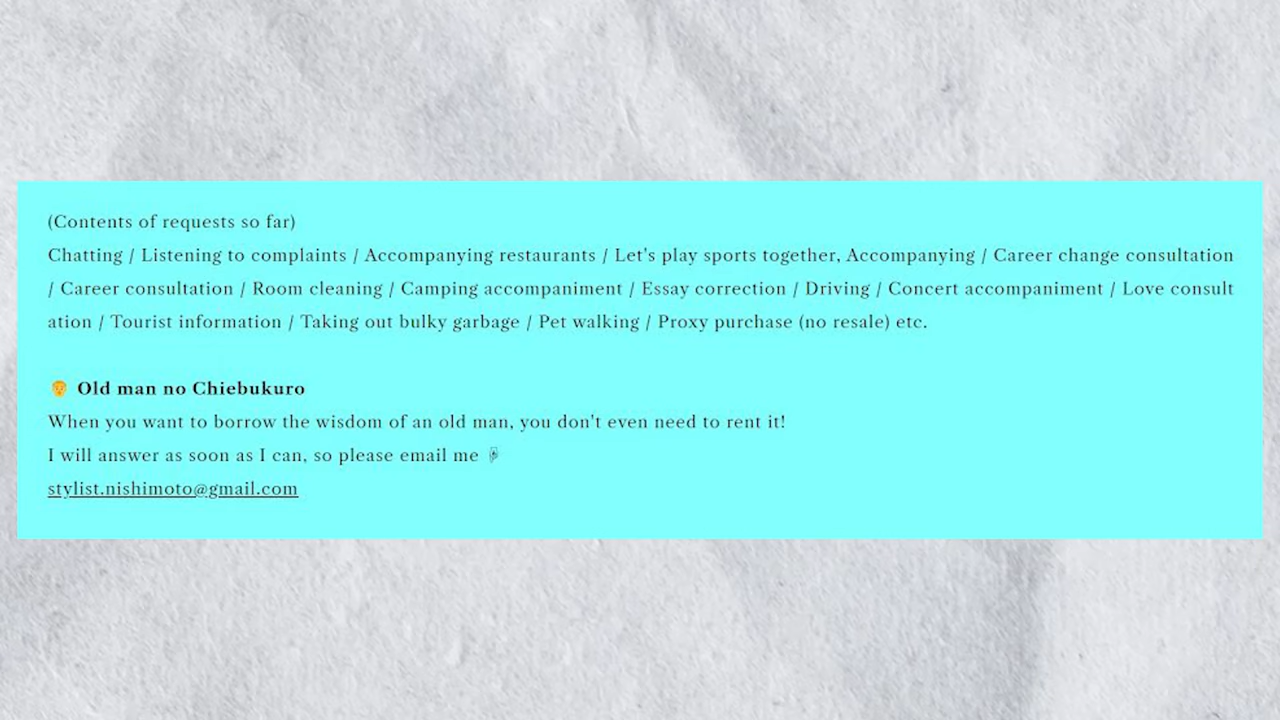 (Contents of requests so far)
Chatting / Listening to complaints / Accompanying restaurants / Let's play sports together, Accompanying / Career change consultation
/ Career consultation / Room cleaning / Camping accompaniment / Essay correction / Driving / Concert accompaniment / Love consult
ation / Tourist information / Taking out bulky garbage / Pet walking / Proxy purchase (no resale) etc.
Old man no Chiebukuro
When you want to borrow the wisdom of an old man, you don't even need to rent it!
I will answer as soon as I can, so please email me
stylist.nishimoto@gmail.com